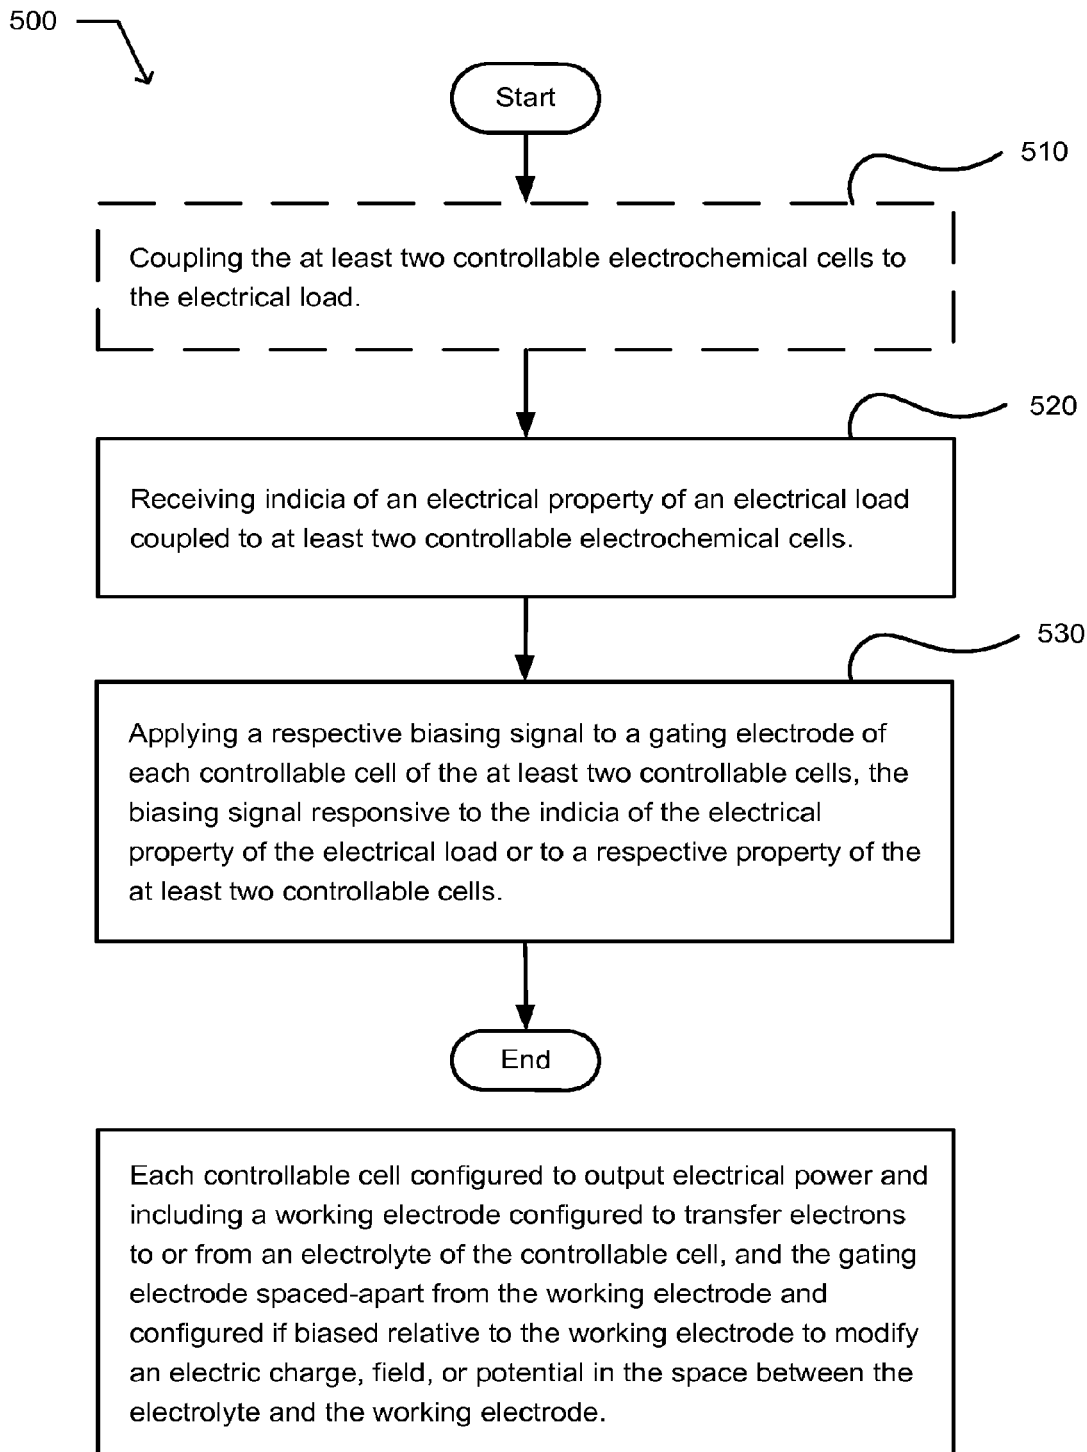 500
Start
510
Coupling the at least two controllable electrochemical cells to
the electrical load.
520
Receiving indicia of an electrical property of an electrical load
coupled to at least two controllable electrochemical cells.
530
Applying a respective biasing signal to a gating electrode of
each controllable cell of the at least two controllable cells, the
biasing signal responsive to the indicia of the electrical
property of the electrical load or to a respective property of the
at least two controllable cells.
End
Each controllable cell configured to output electrical power and
including a working electrode configured to transfer electrons
to or from an electrolyte of the controllable cell, and the gating
electrode spaced-apart from the working electrode and
configured if biased relative to the working electrode to modify
an electric charge, field, or potential in the space between the
electrolyte and the working electrode.